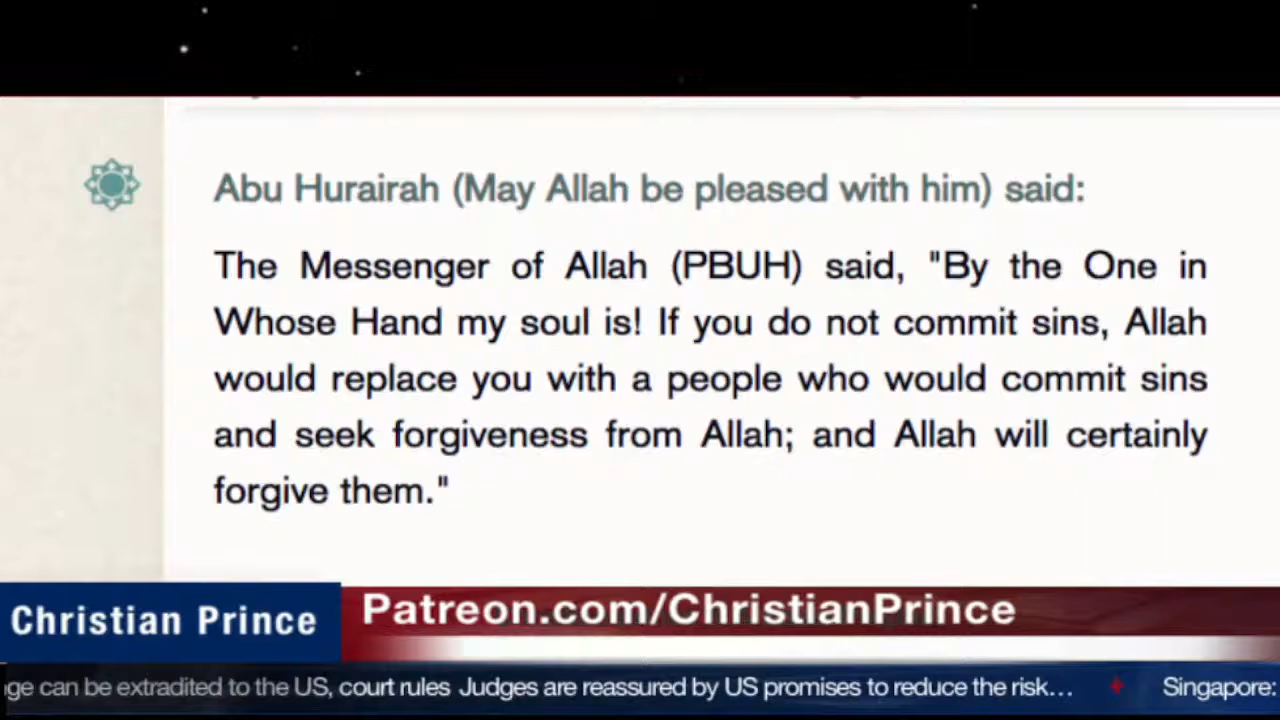 Abu Hurairah (May Allah be pleased with him) said:
The Messenger of Allah (PBUH) said, "By the One in
Whose Hand my soul is! If you do not commit sins, Allah
would replace you with a people who would commit sins
and seek forgiveness from Allah; and Allah will certainly
forgive them."
Christian Prince
Patreon.com/ChristianPrince
ge can be extradited to the US, court rules Judges are reassured by US promises to reduce the risk... Singapore: